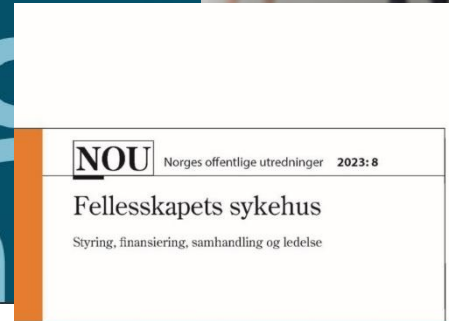 NOU Norges offentlige utredninger 2023: 8
Fellesskapets sykehus
Styring, finansiering, samhandling og ledelse